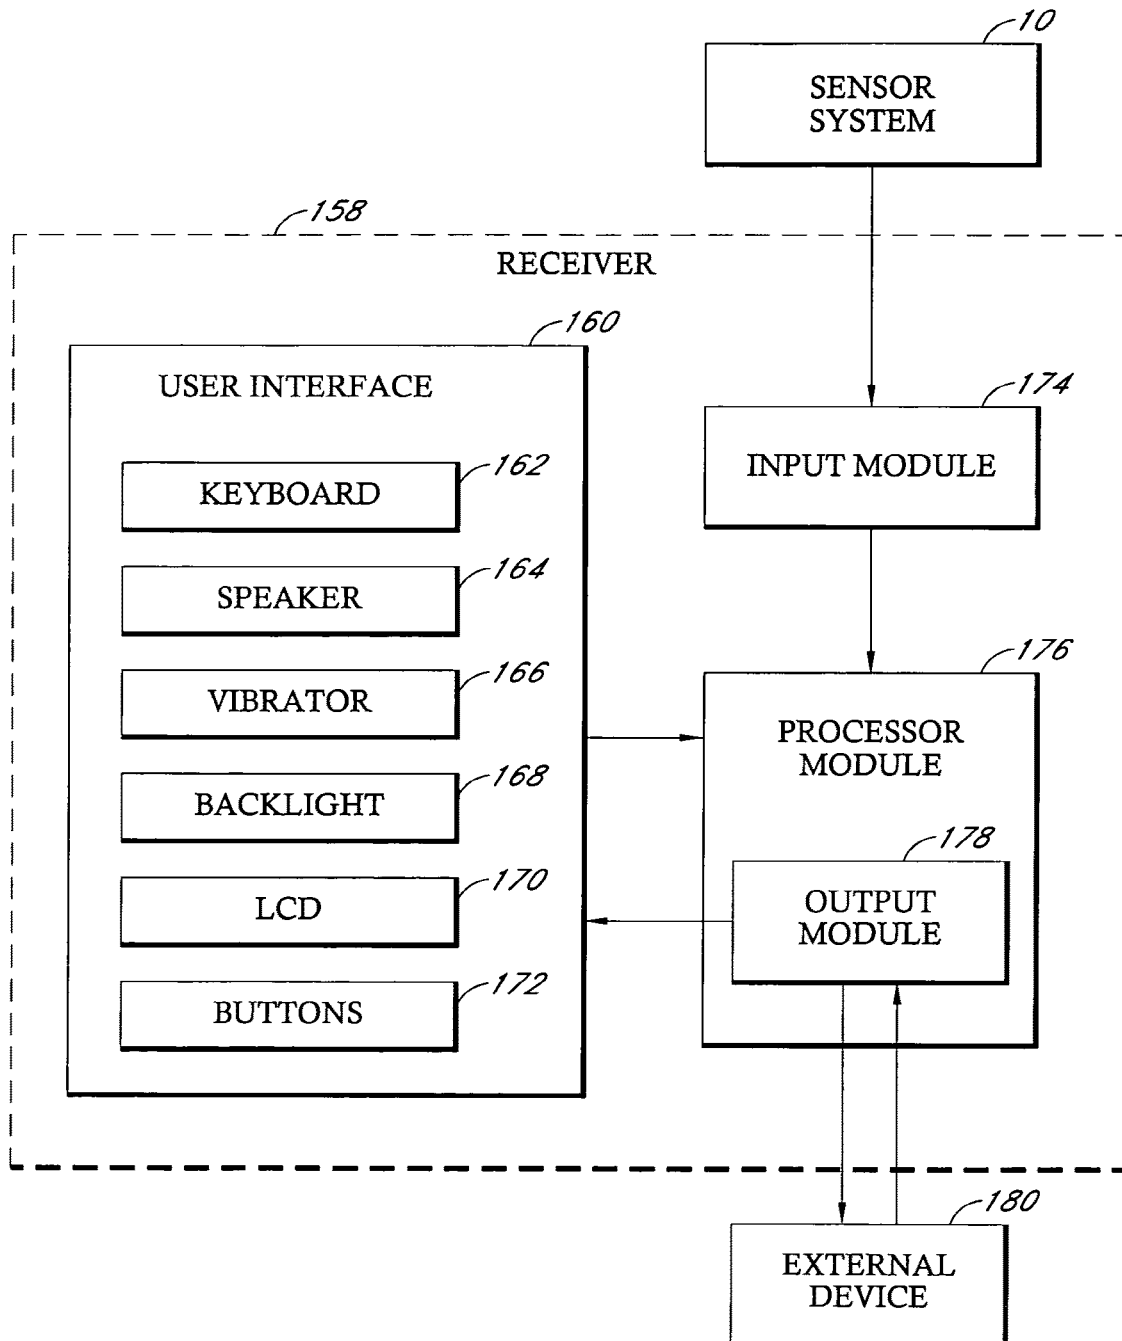 10
SENSOR
SYSTEM
158
RECEIVER
160
USER INTERFACE
174
INPUT MODULE
162
KEYBOARD
164
SPEAKER
166
VIBRATOR
168
BACKLIGHT
170
LCD
172
BUTTONS
176
PROCESSOR
MODULE
178
OUTPUT
MODULE
180
EXTERNAL
DEVICE